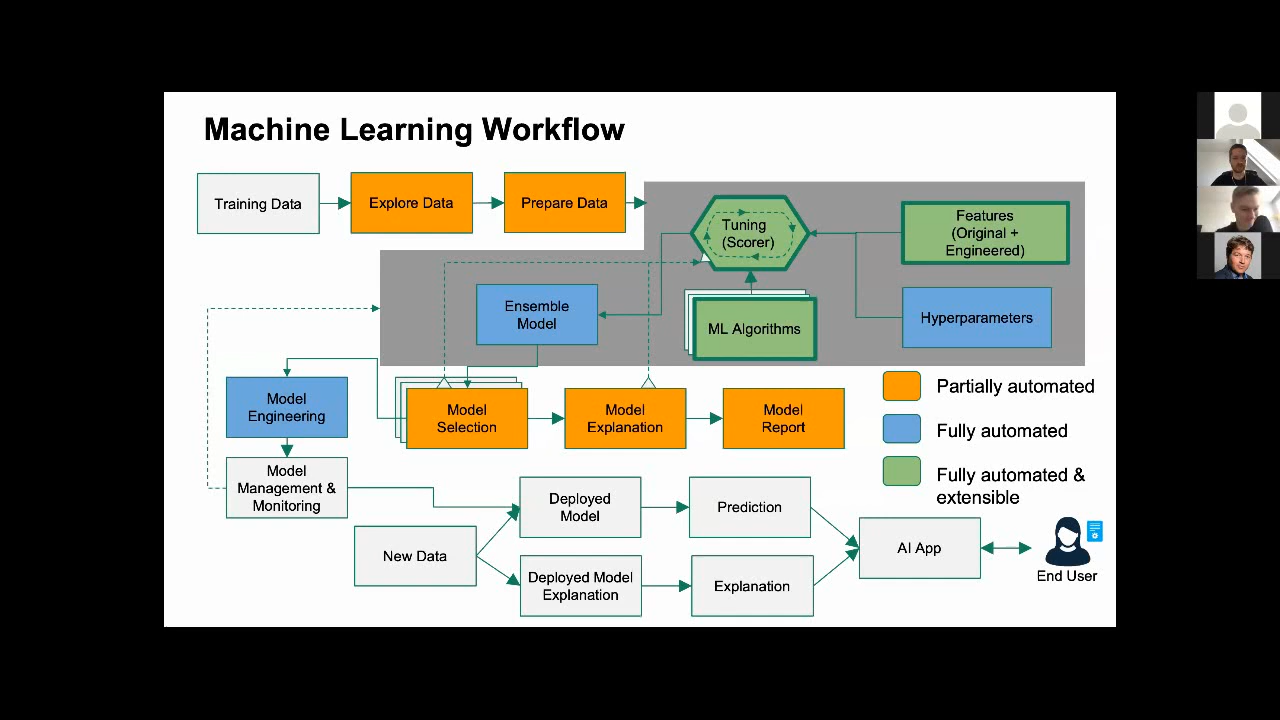 Machine Learning Workflow
Training Data
Explore Data
Prepare Data
Tuning
(Scorer)
Features
(Original +
Engineered)
Ensemble
Model
ML Algorithms
Hyperparameters
Model
Engineering
Model
Selection
Model
Explanation
Model
Report
Partially automated
Fully automated
Fully automated &
extensible
Model
Management &
Monitoring
Deployed
Model
Prediction
New Data
Deployed Model
Explanation
Explanation
AI App
End User